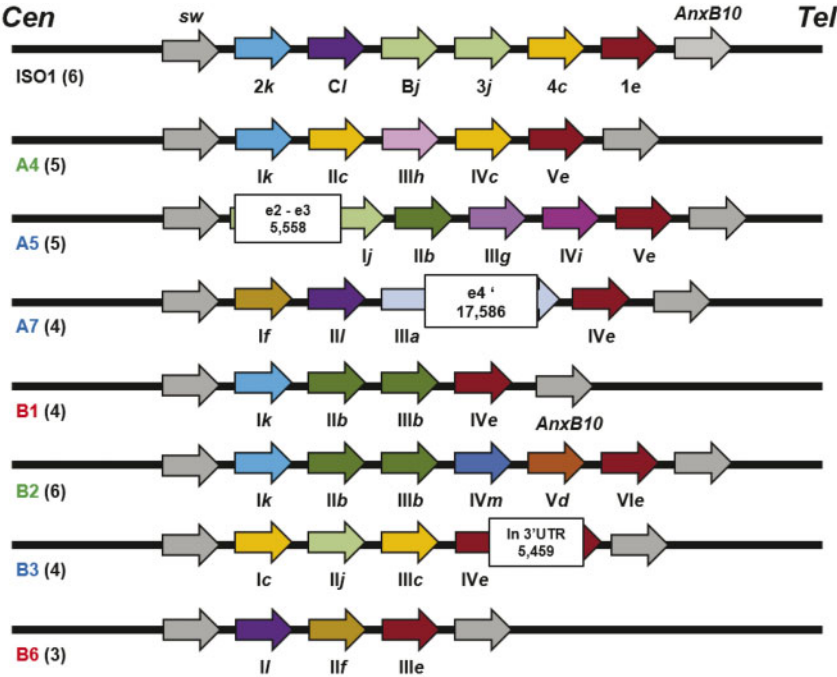 Cen sw AnxB10 Tel
ISO1 (6)
2k Cl Bj 3j 4c 1e
A4 (5)
Ik IIc IIIh IVc Ve
e2 - e3
5,558
A5 (5)
Ij IIb IIIg IVi Ve
e4 ‘
17,586
A7 (4)
If IIl IIIa IVe
B1 (4)
Ik IIb IIIb IVe AnxB10
B2 (6)
Ik IIb IIIb IVm Vd VIe
In 3'UTR
5,459
B3 (4)
Ic IIj IIIc IVe
B6 (3)
Il IIf IIIe